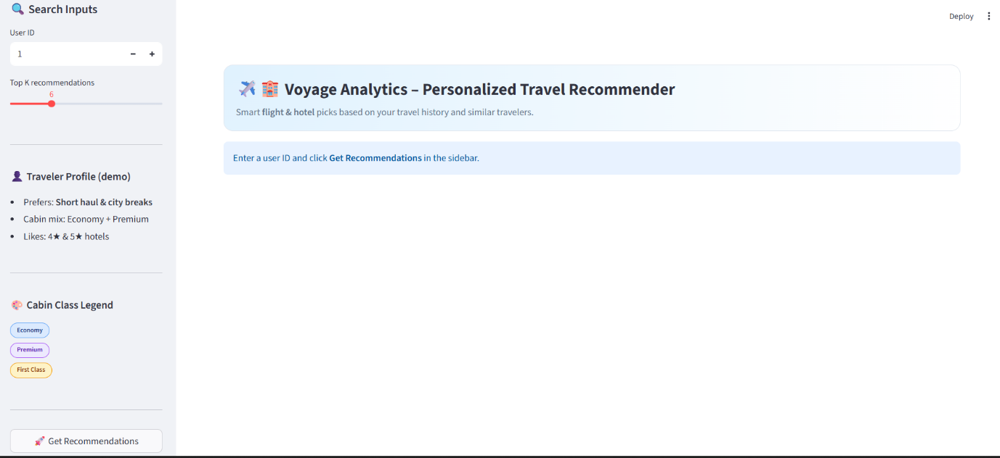 🔍 Search Inputs
User ID
1
Top K recommendations
6
👤 Traveler Profile (demo)
• Prefers: Short haul & city breaks
• Cabin mix: Economy + Premium
• Likes: 4★ & 5★ hotels
🎨 Cabin Class Legend
Economy
Premium
First Class
🚀 Get Recommendations
Deploy
✈️ 🏨 Voyage Analytics – Personalized Travel Recommender
Smart flight & hotel picks based on your travel history and similar travelers.
Enter a user ID and click Get Recommendations in the sidebar.